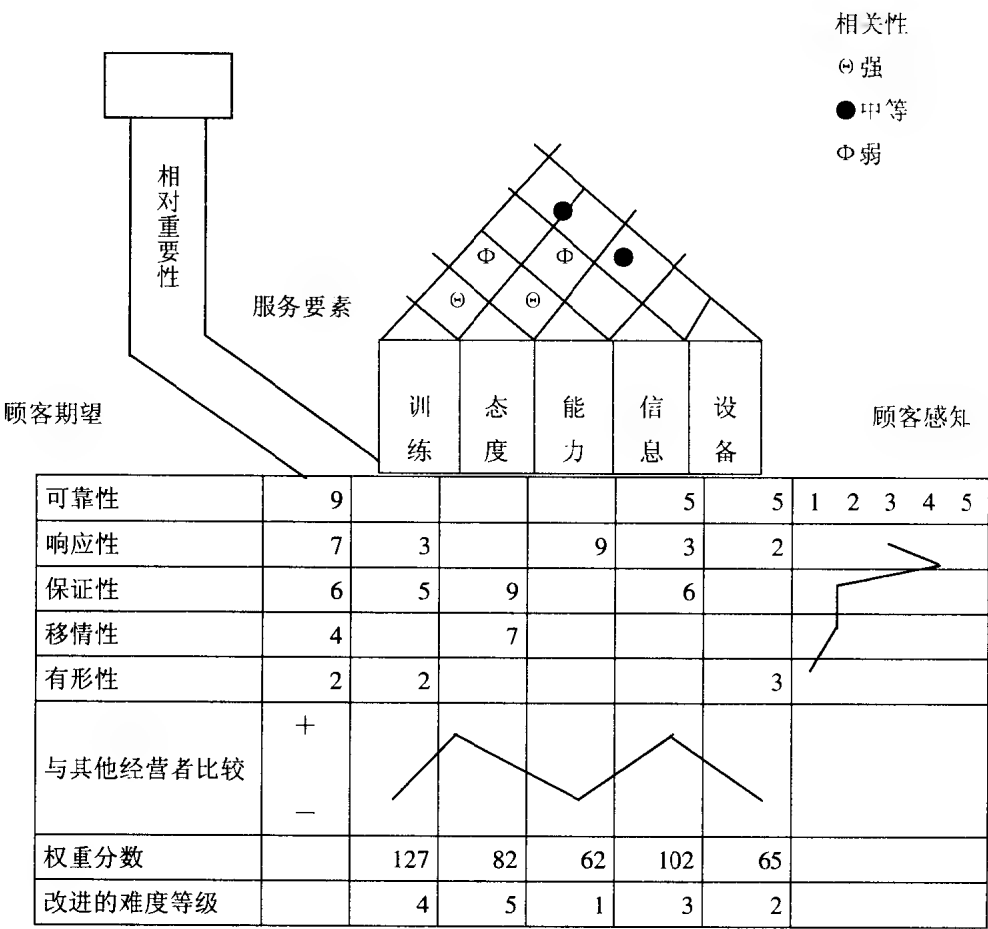 相关性
Θ强
●中等
Φ弱
相对重要性
服务要素
顾客期望
顾客感知
训练 态度 能力 信息 设备
可靠性 9 5 5 1 2 3 4 5
响应性 7 3 9 3 2
保证性 6 5 9 6
移情性 4 7
有形性 2 2 3
+
与其他经营者比较
—
权重分数 127 82 62 102 65
改进的难度等级 4 5 1 3 2